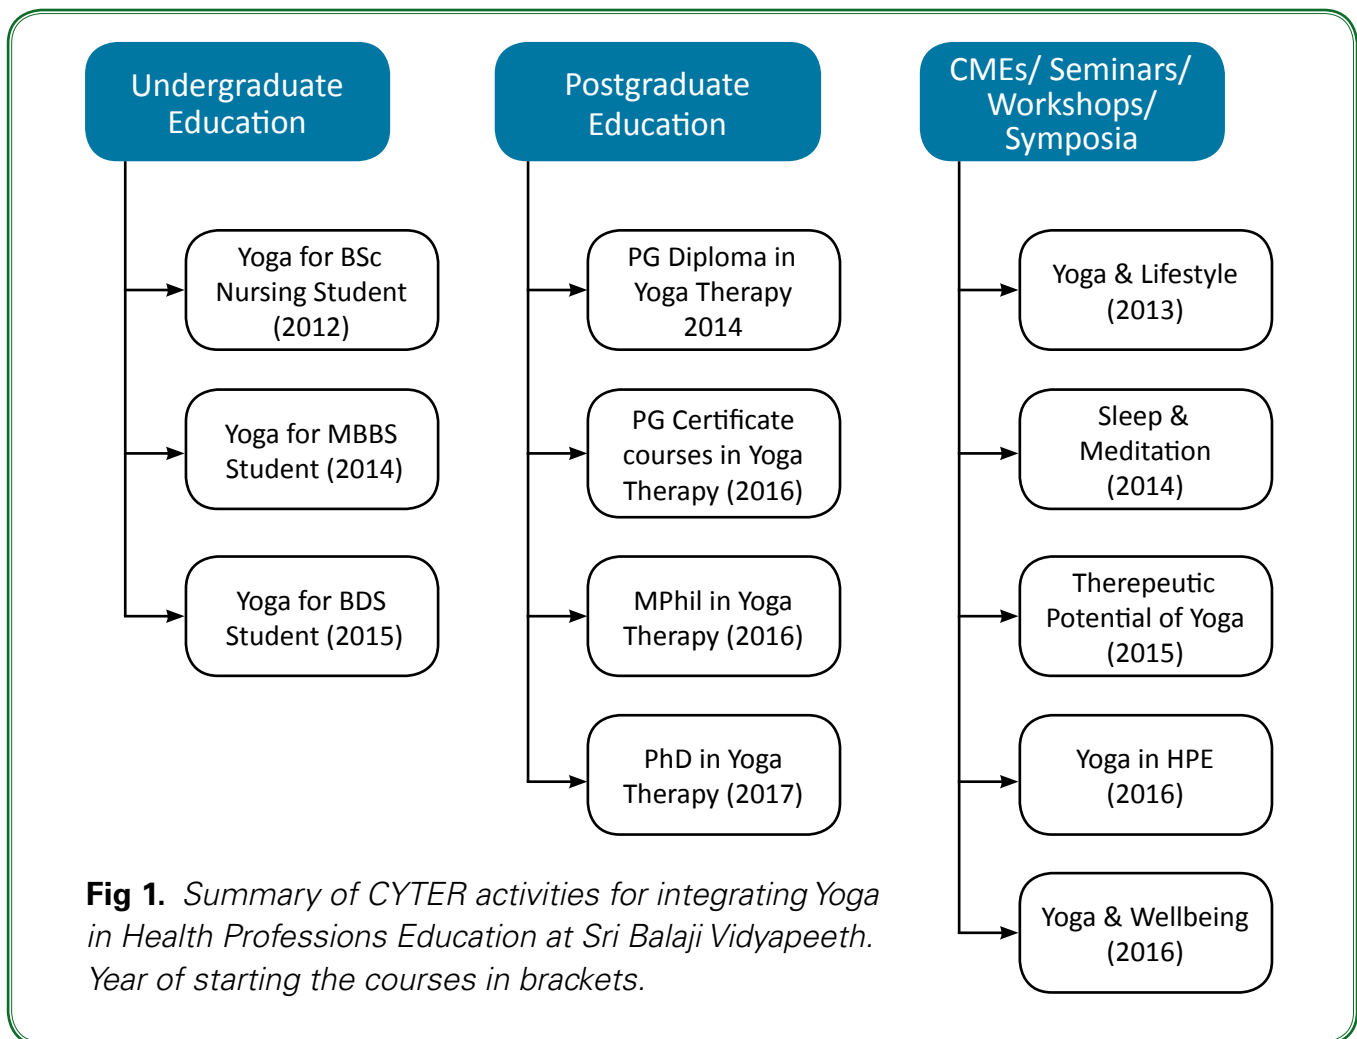 Undergraduate
Education
Yoga for BSc
Nursing Student
(2012)
Yoga for MBBS
Student (2014)
Yoga for BDS
Student (2015)
Postgraduate
Education
PG Diploma in
Yoga Therapy
2014
PG Certificate
courses in Yoga
Therapy (2016)
MPhil in Yoga
Therapy (2016)
PhD in Yoga
Therapy (2017)
CMEs/ Seminars/
Workshops/
Symposia
Yoga & Lifestyle
(2013)
Sleep &
Meditation
(2014)
Therepeutic
Potential of Yoga
(2015)
Yoga in HPE
(2016)
Yoga & Wellbeing
(2016)
Fig 1. Summary of CYTER activities for integrating Yoga
in Health Professions Education at Sri Balaji Vidyapeeth.
Year of starting the courses in brackets.